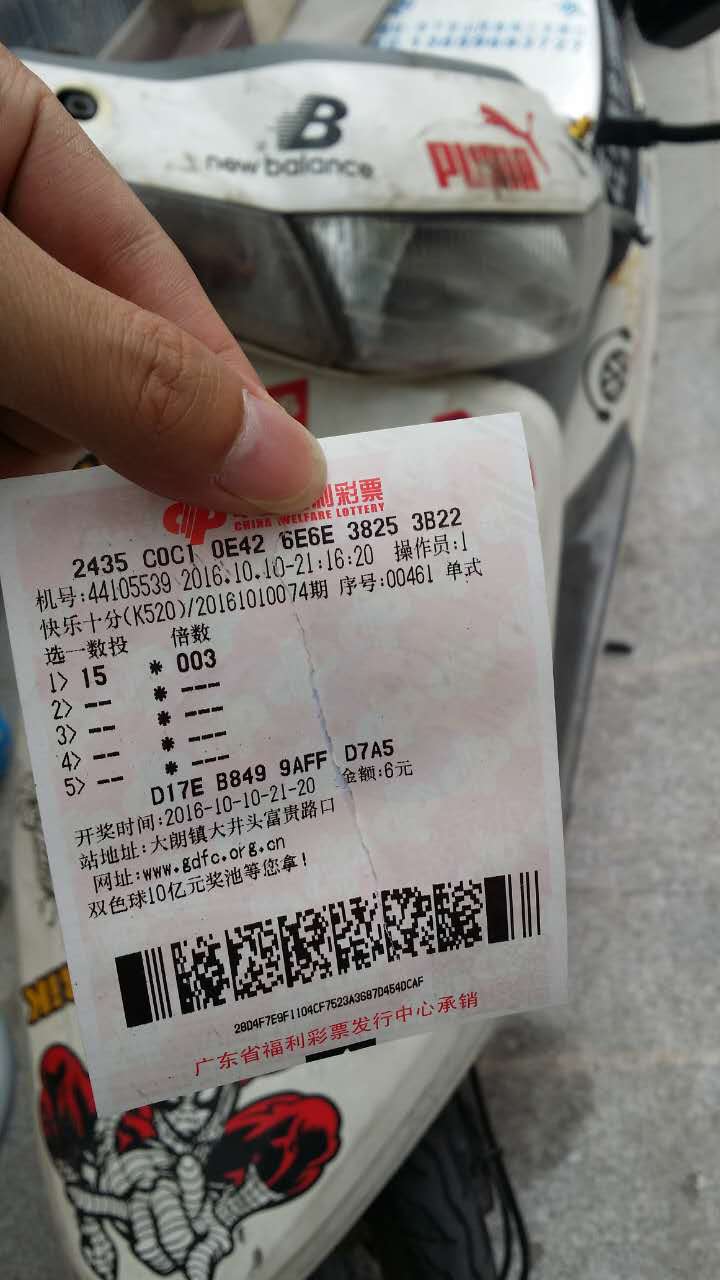 new balance
PUMA
利彩票
CHINA WELFARE LOTTERY
2435 C0C1 0E42 6E6E 3825 3B22
机号:44105539 2016.10.10-21:16:20 操作员:1
快乐十分(K520)/20161010074期 序号:00461 单式
选一数投 倍数
1> 15 * 003
2> -- * ---
3> -- * ---
4> -- * ---
5> -- * ---
D17E B849 9AFF D7A5
开奖时间:2016-10-10-21-20 金额:6元
站地址:大朗镇大井头富贵路口
网址:www.gdfc.org.cn
双色球10亿元奖池等您拿!
28D4F7E9F1104CF7523A3G87D454DCAF
广东省福利彩票发行中心承销